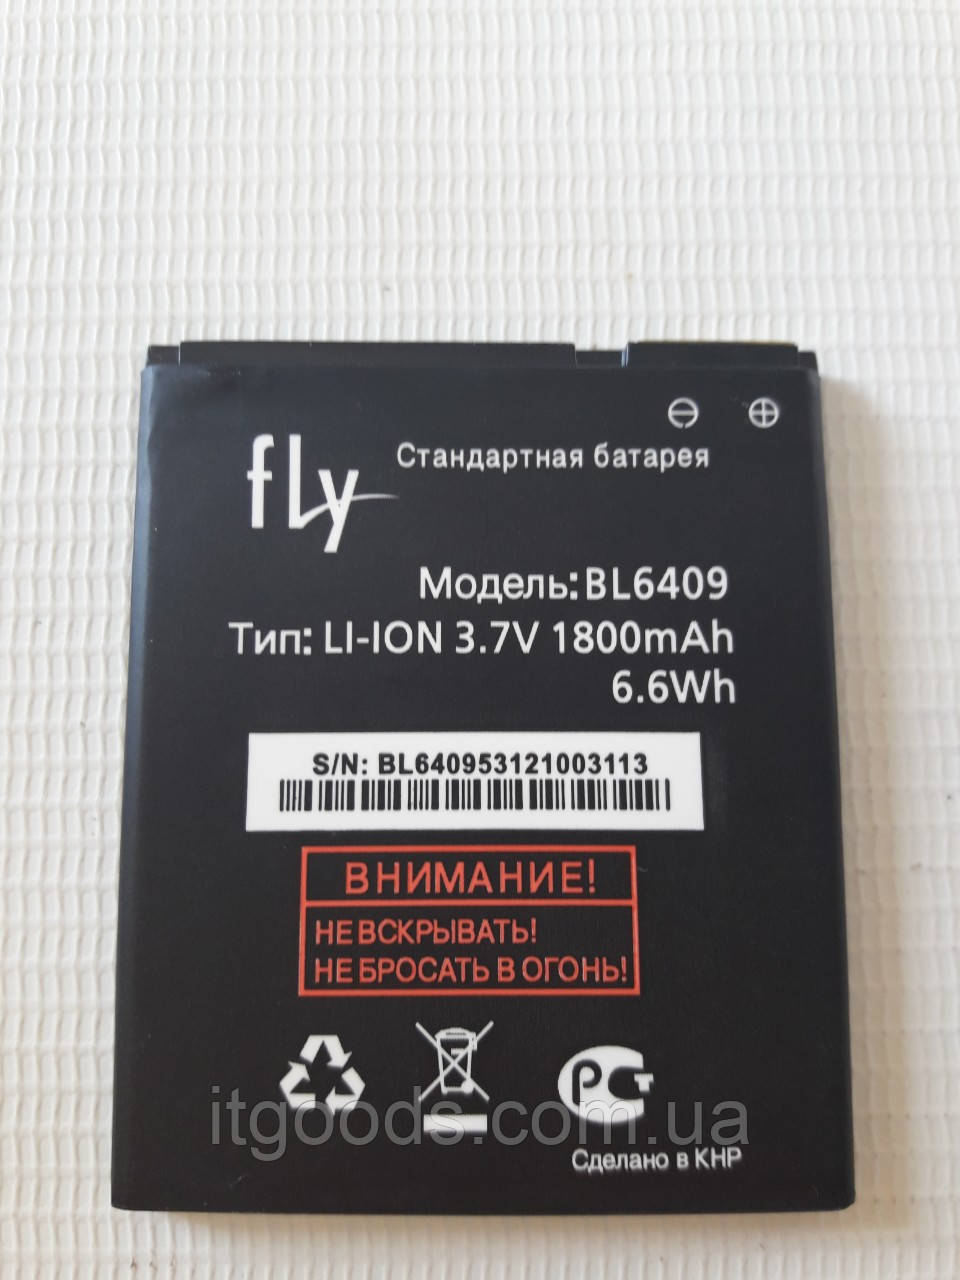 fly
Стандартная батарея
Модель: BL6409
Тип: LI-ION 3.7V 1800mAh
6.6Wh
S/N: BL640953121003113
ВНИМАНИЕ!
НЕ ВСКРЫВАТЬ!
НЕ БРОСАТЬ В ОГОНЬ!
РСТ
itgoods.com.ua
Сделано в КНР